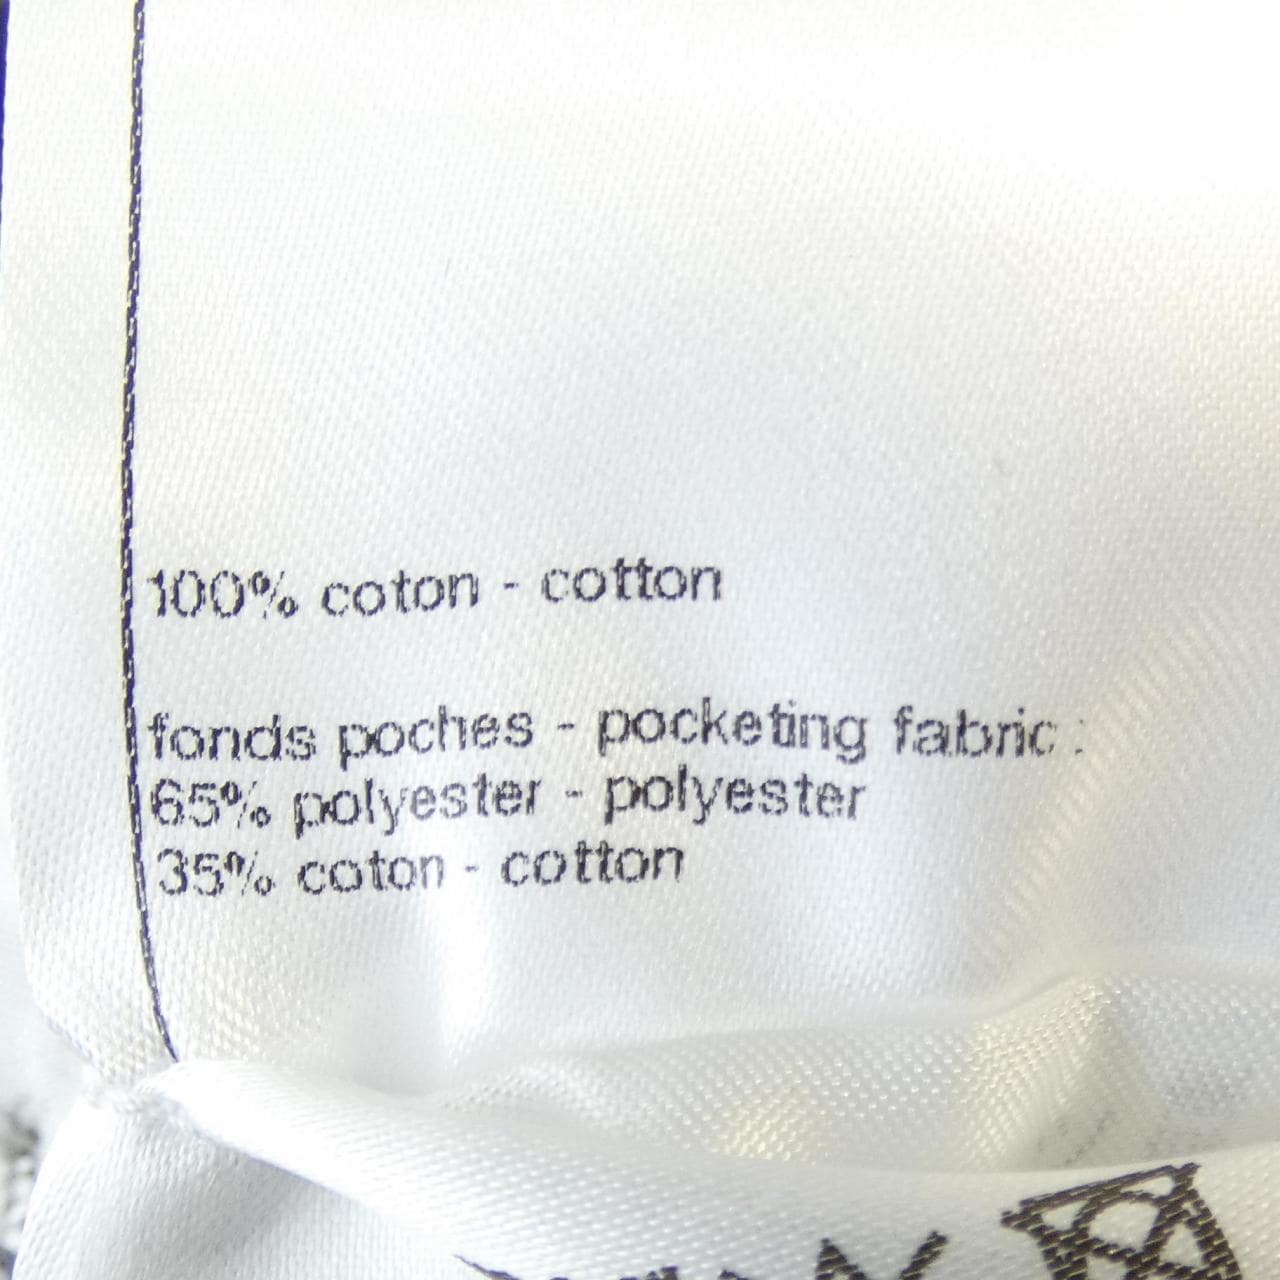 100% coton - cotton
fonds poches - pocketing fabric :
65% polyester - polyester
35% coton - cotton